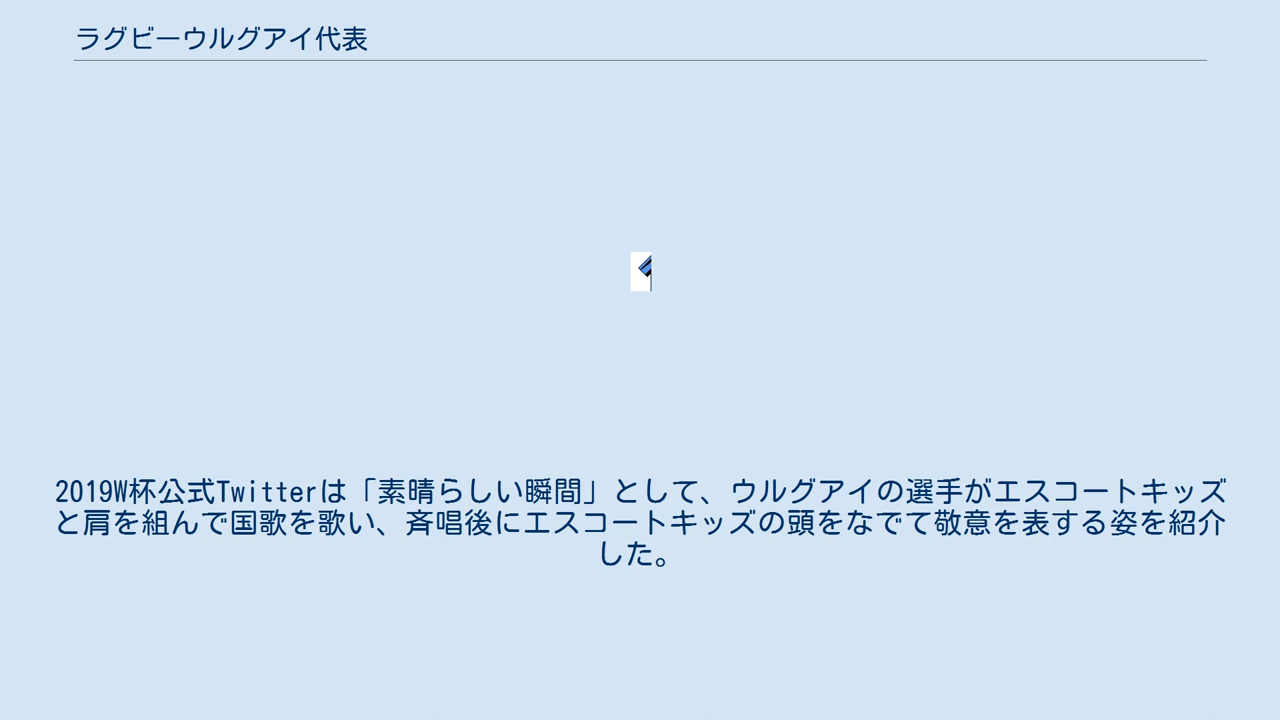 ラグビーウルグアイ代表
2019W杯公式Twitterは「素晴らしい瞬間」として、ウルグアイの選手がエスコートキッズ
と肩を組んで国歌を歌い、斉唱後にエスコートキッズの頭をなでて敬意を表する姿を紹介
した。